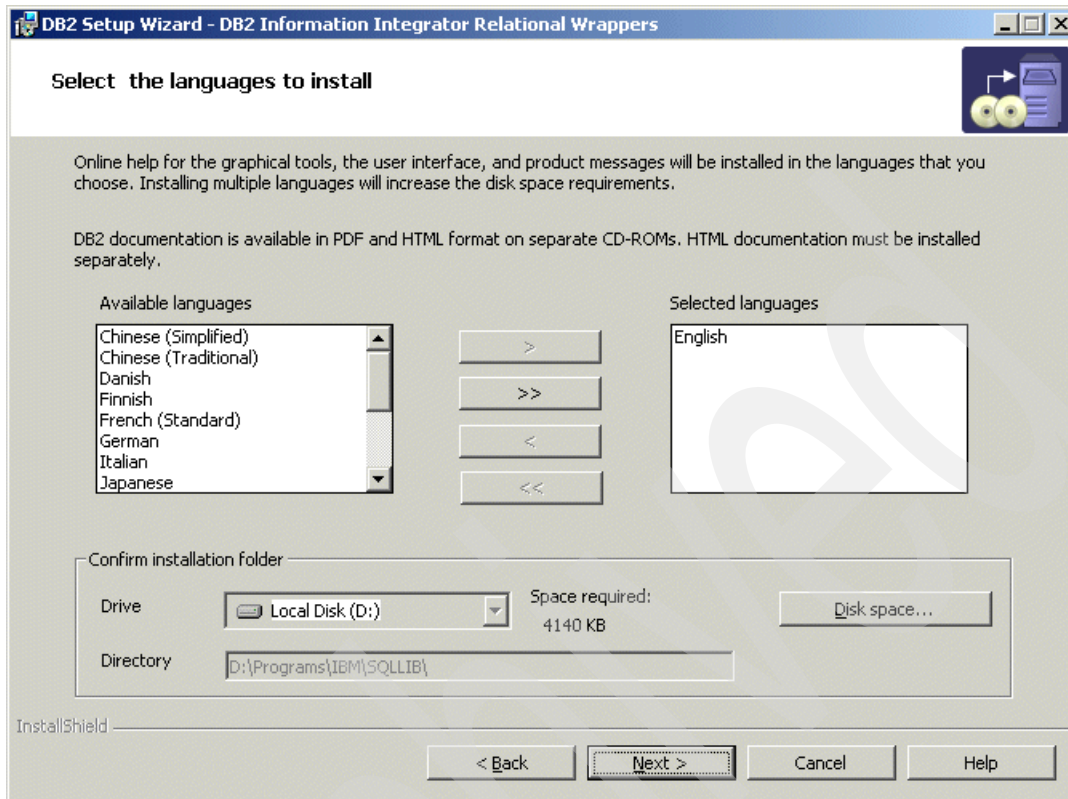 DB2 Setup Wizard - DB2 Information Integrator Relational Wrappers
Select the languages to install
Online help for the graphical tools, the user interface, and product messages will be installed in the languages that you
choose. Installing multiple languages will increase the disk space requirements.
DB2 documentation is available in PDF and HTML format on separate CD-ROMs. HTML documentation must be installed
separately.
Available languages
Chinese (Simplified)
Chinese (Traditional)
Danish
Finnish
French (Standard)
German
Italian
Japanese
>
>>
<
<<
Selected languages
English
Confirm installation folder
Drive
Local Disk (D:)
Space required:
4140 KB
Disk space...
Directory
D:\Programs\IBM\SQLLIB\
InstallShield
< Back
Next >
Cancel
Help